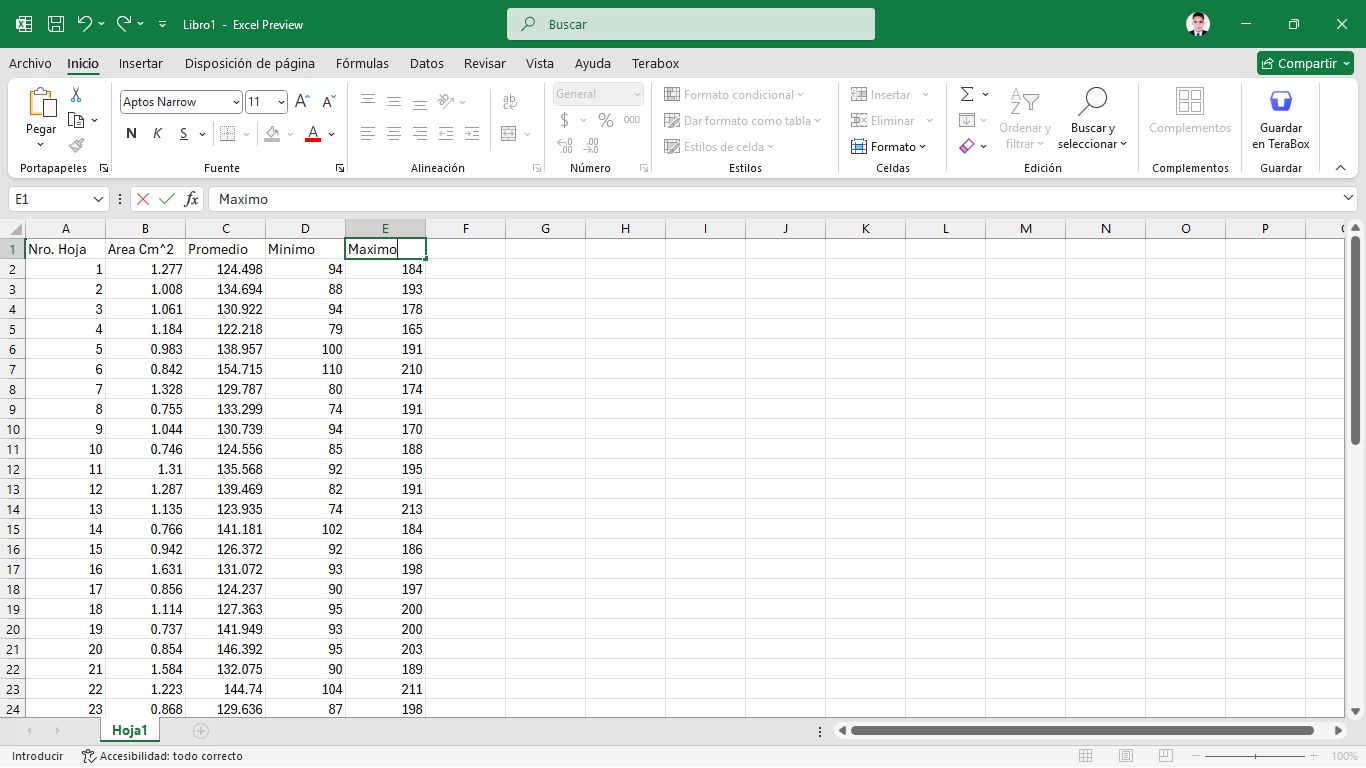 Libro1 - Excel Preview
Buscar
Archivo Inicio Insertar Disposición de página Fórmulas Datos Revisar Vista Ayuda Terabox
Compartir
Pegar
Portapapeles
Aptos Narrow 11
N K S A
Fuente
ab
Alineación
General
$ % 000
Número
Formato condicional
Dar formato como tabla
Estilos de celda
Estilos
Insertar
Eliminar
Formato
Celdas
Ordenar y filtrar
Buscar y seleccionar
Edición
Complementos
Complementos
Guardar en TeraBox
Guardar
E1 fx Maximo
A B C D E F G H I J K L M N O P
1 Nro. Hoja Area Cm^2 Promedio Minimo Maximo
2 1 1.277 124.498 94 184
3 2 1.008 134.694 88 193
4 3 1.061 130.922 94 178
5 4 1.184 122.218 79 165
6 5 0.983 138.957 100 191
7 6 0.842 154.715 110 210
8 7 1.328 129.787 80 174
9 8 0.755 133.299 74 191
10 9 1.044 130.739 94 170
11 10 0.746 124.556 85 188
12 11 1.31 135.568 92 195
13 12 1.287 139.469 82 191
14 13 1.135 123.935 74 213
15 14 0.766 141.181 102 184
16 15 0.942 126.372 92 186
17 16 1.631 131.072 93 198
18 17 0.856 124.237 90 197
19 18 1.114 127.363 95 200
20 19 0.737 141.949 93 200
21 20 0.854 146.392 95 203
22 21 1.584 132.075 90 189
23 22 1.223 144.74 104 211
24 23 0.868 129.636 87 198
Hoja1
Introducir Accesibilidad: todo correcto 100%